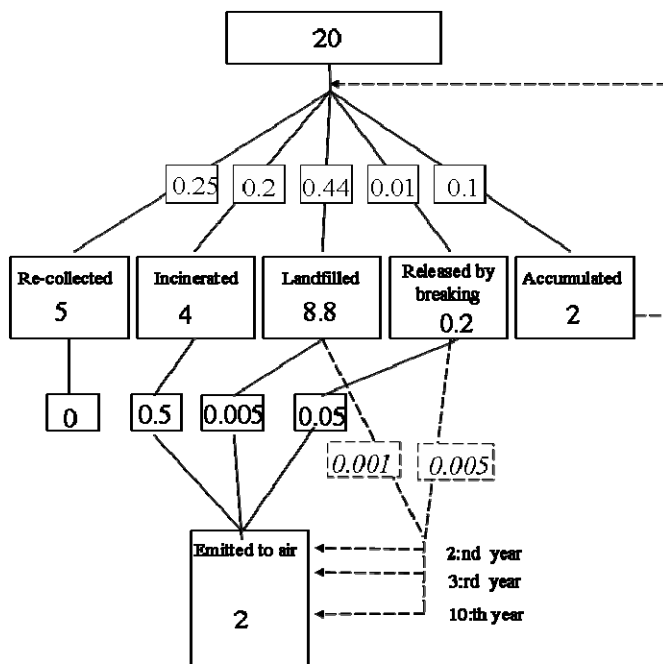 20
0.25 0.2 0.44 0.01 0.1
Re-collected
5
Incinerated
4
Landfilled
8.8
Released by
breaking
0.2
Accumulated
2
0 0.5 0.005 0.05
0.001 0.005
Emitted to air
2
2:nd year
3:rd year
10:th year